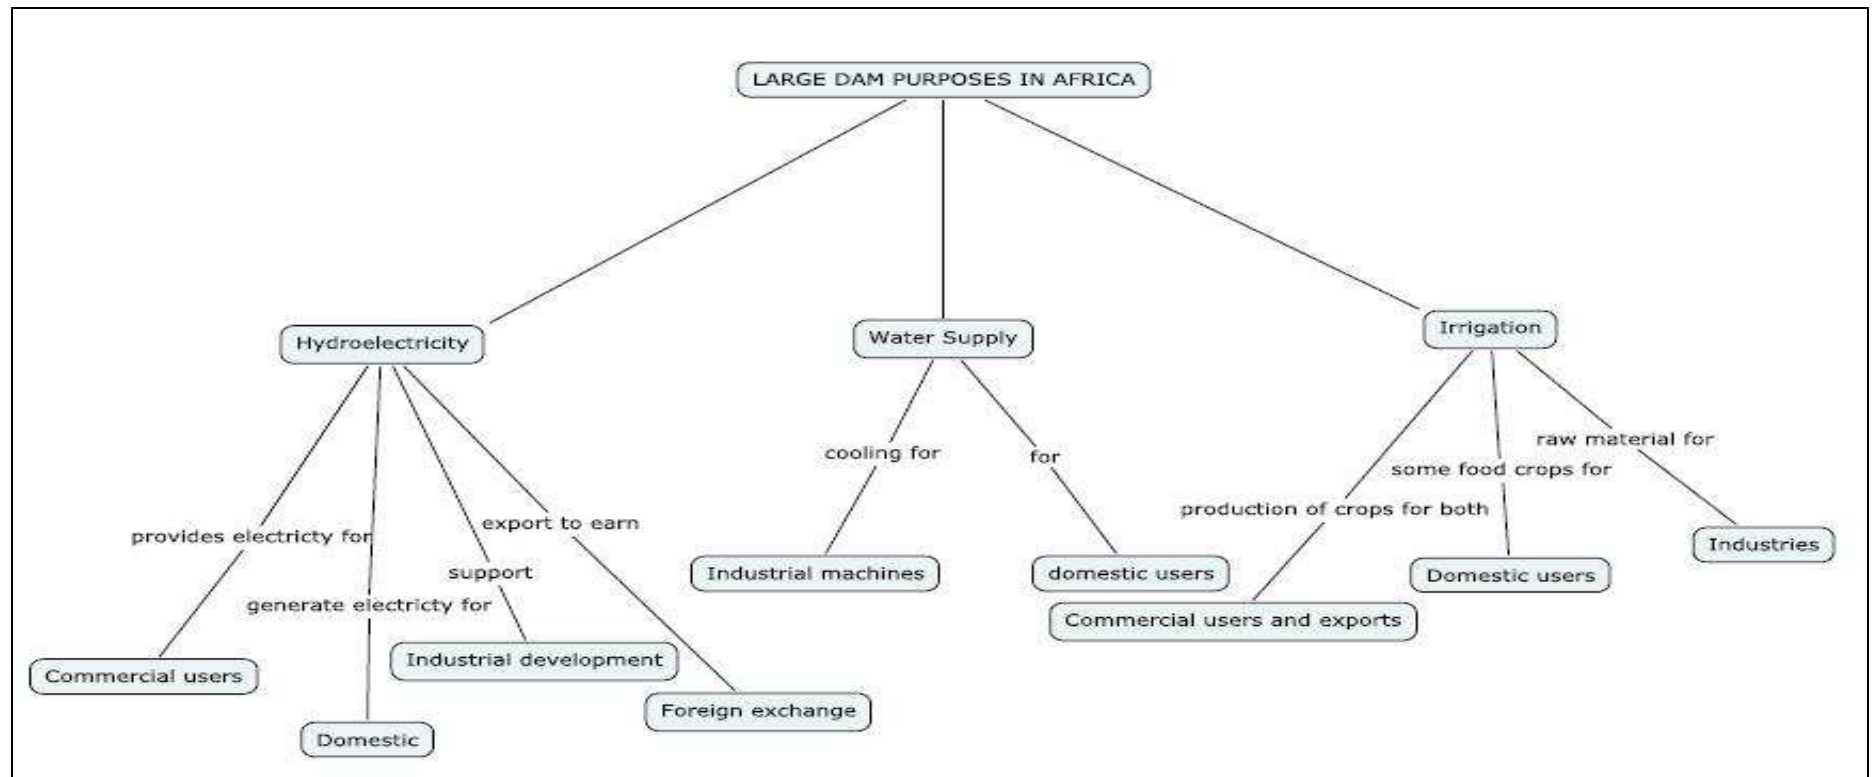 LARGE DAM PURPOSES IN AFRICA
Hydroelectricity
Water Supply
Irrigation
provides electricty for
generate electricty for
support
export to earn
Commercial users
Domestic
Industrial development
Foreign exchange
cooling for
for
Industrial machines
domestic users
production of crops for both
some food crops for
raw material for
Commercial users and exports
Domestic users
Industries